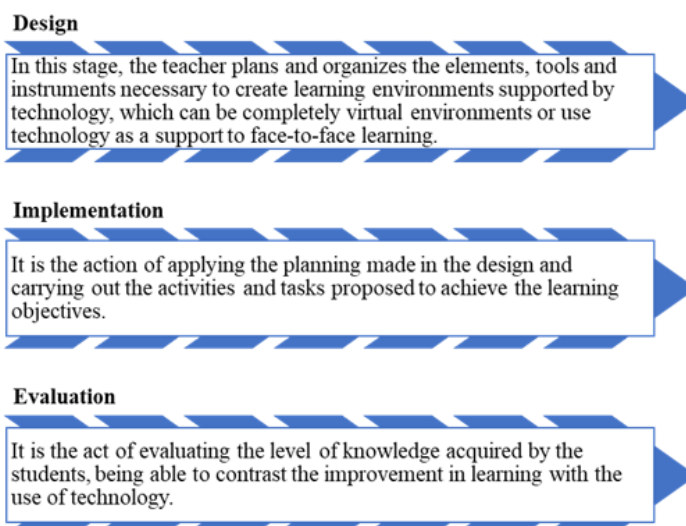 Design
In this stage, the teacher plans and organizes the elements, tools and
instruments necessary to create learning environments supported by
technology, which can be completely virtual environments or use
technology as a support to face-to-face learning.
Implementation
It is the action of applying the planning made in the design and
carrying out the activities and tasks proposed to achieve the learning
objectives.
Evaluation
It is the act of evaluating the level of knowledge acquired by the
students, being able to contrast the improvement in learning with the
use of technology.